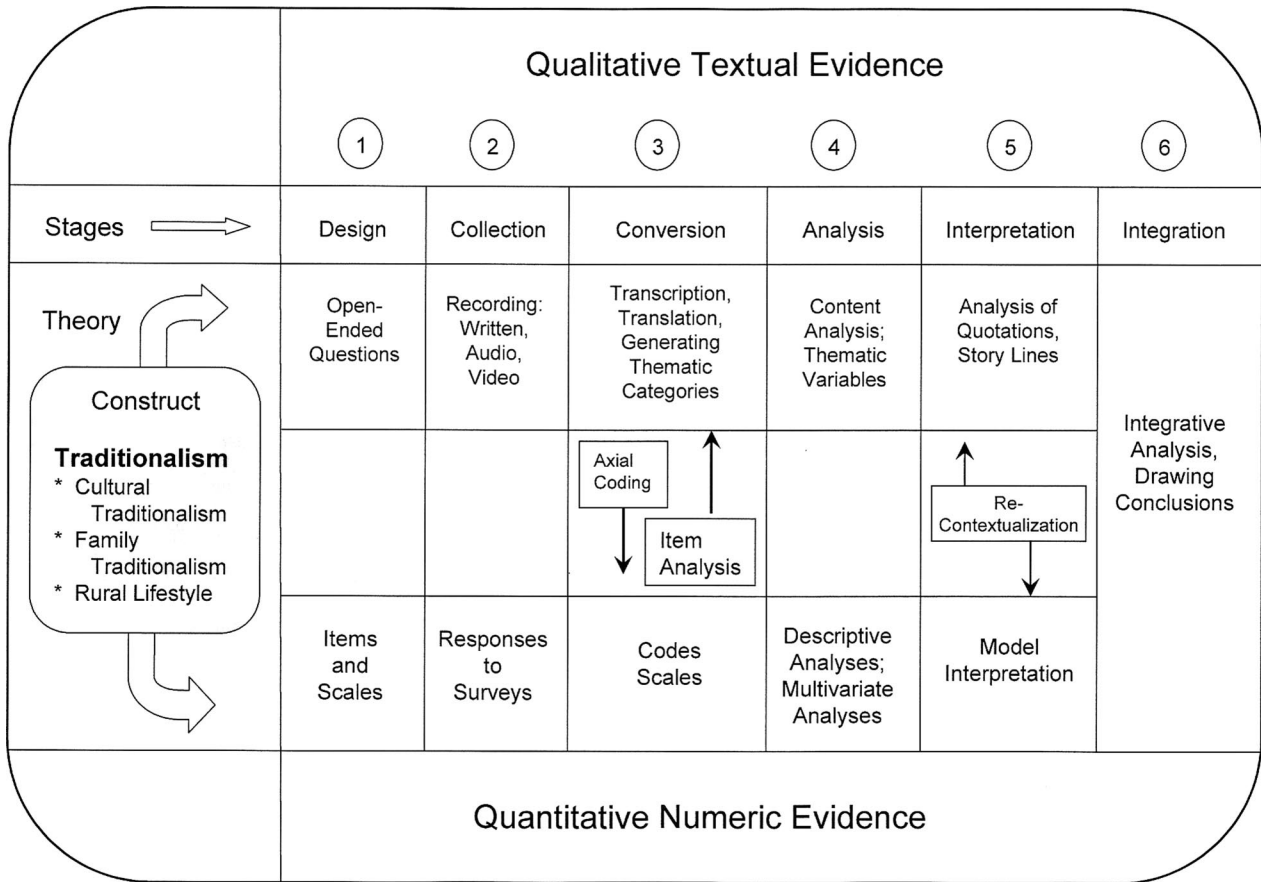 Qualitative Textual Evidence
1
2
3
4
5
6
Stages
Design
Collection
Conversion
Analysis
Interpretation
Integration
Theory
Construct
Traditionalism
* Cultural
Traditionalism
* Family
Traditionalism
* Rural Lifestyle
Open-
Ended
Questions
Recording:
Written,
Audio,
Video
Transcription,
Translation,
Generating
Thematic
Categories
Content
Analysis;
Thematic
Variables
Analysis of
Quotations,
Story Lines
Axial
Coding
Item
Analysis
Re-
Contextualization
Integrative
Analysis,
Drawing
Conclusions
Items
and
Scales
Responses
to
Surveys
Codes
Scales
Descriptive
Analyses;
Multivariate
Analyses
Model
Interpretation
Quantitative Numeric Evidence